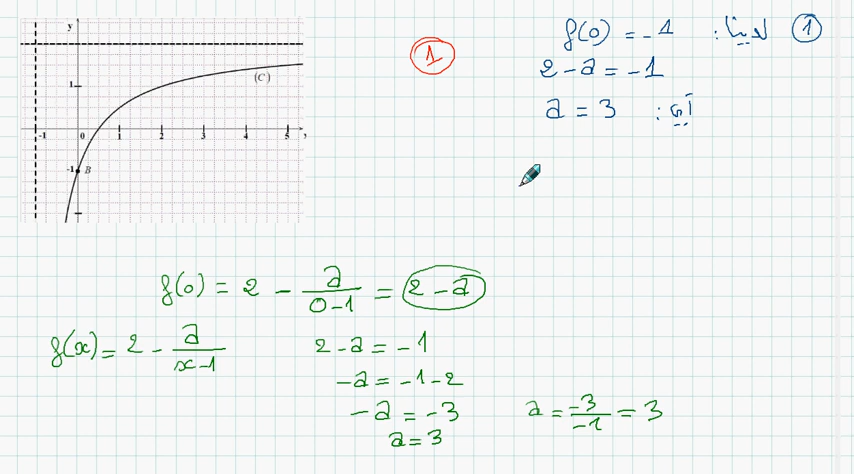 ① لدينا : f(0) = -1
2 - a = -1
أي : a = 3
①
y
1
-1 0 1 2 3 4 5
(C)
-1 B
f(0) = 2 - a/(0-1) = 2 - a
f(x) = 2 - a/(x-1)
2 - a = -1
-a = -1 - 2
-a = -3
a = 3
a = -3/-1 = 3